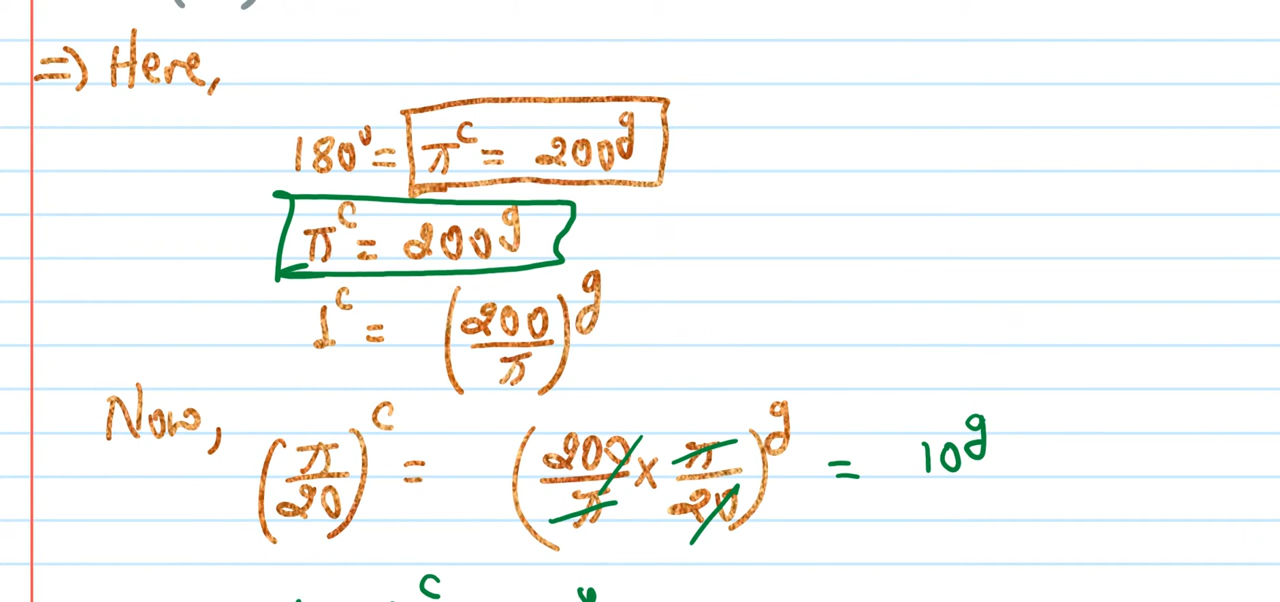 => Here,
180° = π^c = 200^g
π^c = 200^g
1^c = (200/π)^g
Now, (π/20)^c = (200/π × π/20)^g = 10^g
c